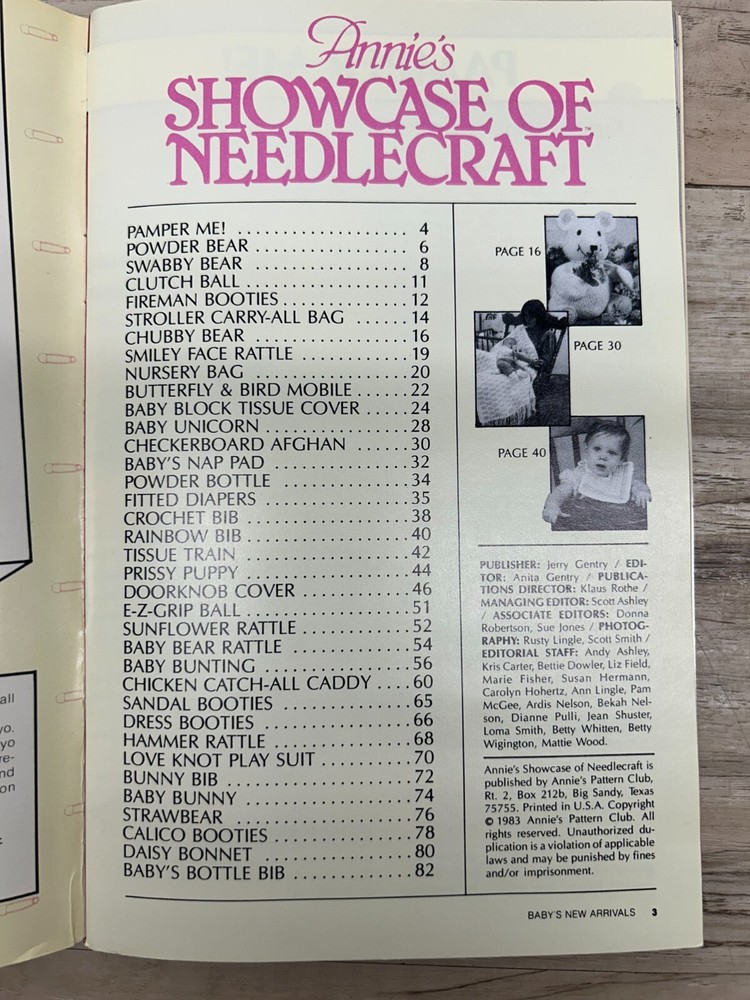 Annie's
SHOWCASE OF
NEEDLECRAFT
PAMPER ME! .................... 4
POWDER BEAR .................. 6
SWABBY BEAR .................. 8
CLUTCH BALL .................. 11
FIREMAN BOOTIES .............. 12
STROLLER CARRY-ALL BAG ...... 14
CHUBBY BEAR .................. 16
SMILEY FACE RATTLE ........... 19
NURSERY BAG .................. 20
BUTTERFLY & BIRD MOBILE ...... 22
BABY BLOCK TISSUE COVER ..... 24
BABY UNICORN ................. 28
CHECKERBOARD AFGHAN ...... 30
BABY'S NAP PAD ............... 32
POWDER BOTTLE ............... 34
FITTED DIAPERS ................ 35
CROCHET BIB .................. 38
RAINBOW BIB .................. 40
TISSUE TRAIN .................. 42
PRISSY PUPPY .................. 44
DOORKNOB COVER ............. 46
E-Z-GRIP BALL .................. 51
SUNFLOWER RATTLE ............ 52
BABY BEAR RATTLE ............. 54
BABY BUNTING ................ 56
CHICKEN CATCH-ALL CADDY .... 60
SANDAL BOOTIES .............. 65
DRESS BOOTIES ................ 66
HAMMER RATTLE ............... 68
LOVE KNOT PLAY SUIT .......... 70
BUNNY BIB .................... 72
BABY BUNNY .................. 74
STRAWBEAR ................... 76
CALICO BOOTIES ............... 78
DAISY BONNET ................ 80
BABY'S BOTTLE BIB ............. 82
PAGE 16
PAGE 30
PAGE 40
PUBLISHER: Jerry Gentry / EDI-
TOR: Anita Gentry / PUBLICA-
TIONS DIRECTOR: Klaus Rothe /
MANAGING EDITOR: Scott Ashley
/ ASSOCIATE EDITORS: Donna
Robertson, Sue Jones / PHOTOG-
RAPHY: Rusty Lingle, Scott Smith /
EDITORIAL STAFF: Andy Ashley,
Kris Carter, Bettie Dowler, Liz Field,
Marie Fisher, Susan Hermann,
Carolyn Hohertz, Ann Lingle, Pam
McGee, Ardis Nelson, Bekah Nel-
son, Dianne Pulli, Jean Shuster,
Loma Smith, Betty Whitten, Betty
Wigington, Mattie Wood.
Annie's Showcase of Needlecraft is
published by Annie's Pattern Club,
Rt. 2, Box 212b, Big Sandy, Texas
75755. Printed in U.S.A. Copyright
© 1983 Annie's Pattern Club. All
rights reserved. Unauthorized du-
plication is a violation of applicable
laws and may be punished by fines
and/or imprisonment.
BABY'S NEW ARRIVALS 3